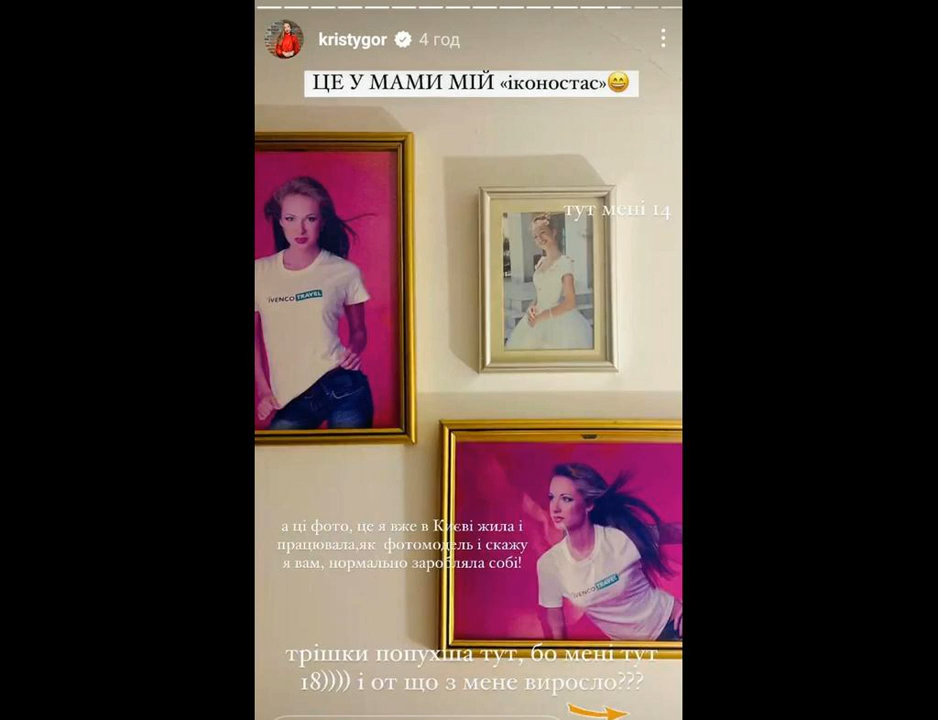 kristygor 4 год
ЦЕ У МАМИ МІЙ «іконостас»😄
тут мені 14
IVENCO TRAVEL
а ці фото, це я вже в Києві жила і
працювала,як фотомодель і скажу
я вам, нормально заробляла собі!
IVENCO TRAVEL
трішки попухша тут, бо мені тут
18)))) і от що з мене виросло???